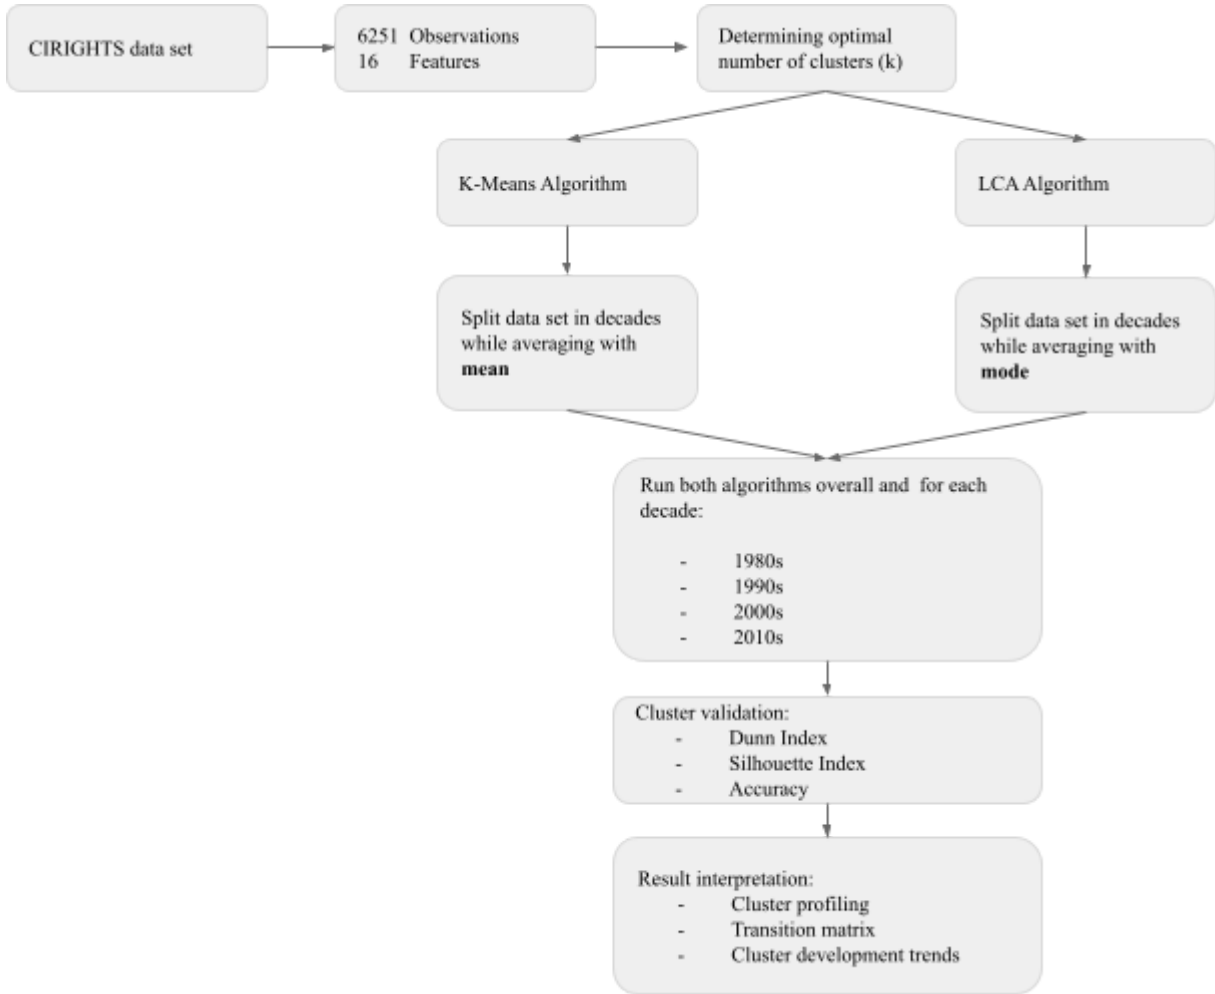 CIRIGHTS data set
6251 Observations
16 Features
Determining optimal
number of clusters (k)
K-Means Algorithm
LCA Algorithm
Split data set in decades
while averaging with
mean
Split data set in decades
while averaging with
mode
Run both algorithms overall and for each
decade:
- 1980s
- 1990s
- 2000s
- 2010s
Cluster validation:
- Dunn Index
- Silhouette Index
- Accuracy
Result interpretation:
- Cluster profiling
- Transition matrix
- Cluster development trends